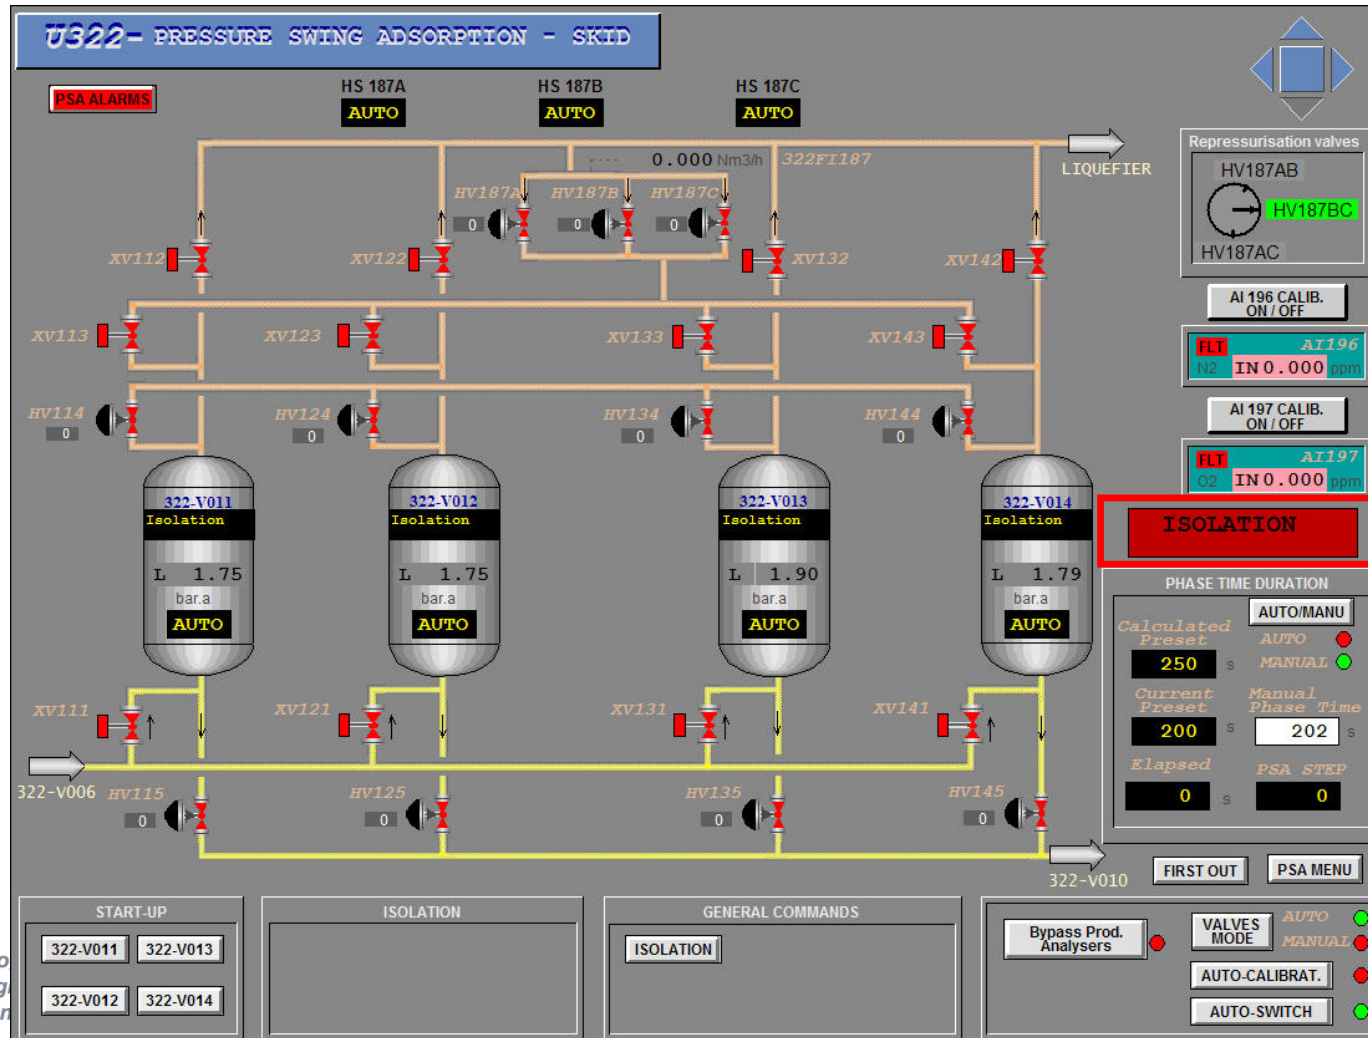 U322- PRESSURE SWING ADSORPTION - SKID
PSA ALARMS
HS 187A
AUTO
HS 187B
AUTO
HS 187C
AUTO
0.000 Nm3/h 322FI187
LIQUEFIER
HV187A
0
HV187B
0
HV187C
0
XV112
XV122
XV132
XV142
XV113
XV123
XV133
XV143
HV114
0
HV124
0
HV134
0
HV144
0
322-V011
Isolation
L 1.75
bar.a
AUTO
322-V012
Isolation
L 1.75
bar.a
AUTO
322-V013
Isolation
L 1.90
bar.a
AUTO
322-V014
Isolation
L 1.79
bar.a
AUTO
XV111
XV121
XV131
XV141
322-V006
HV115
0
HV125
0
HV135
0
HV145
0
322-V010
Repressurisation valves
HV187AB
HV187BC
HV187AC
AI 196 CALIB.
ON / OFF
FLT AI196
N2 IN 0.000 ppm
AI 197 CALIB.
ON / OFF
FLT AI197
O2 IN 0.000 ppm
ISOLATION
PHASE TIME DURATION
AUTO/MANU
Calculated
Preset
250 s
AUTO
MANUAL
Current
Preset
200 s
Manual
Phase Time
202 s
Elapsed
0 s
PSA STEP
0
FIRST OUT
PSA MENU
START-UP
322-V011 322-V013
322-V012 322-V014
ISOLATION
GENERAL COMMANDS
ISOLATION
Bypass Prod.
Analysers
VALVES
MODE
AUTO
MANUAL
AUTO-CALIBRAT.
AUTO-SWITCH